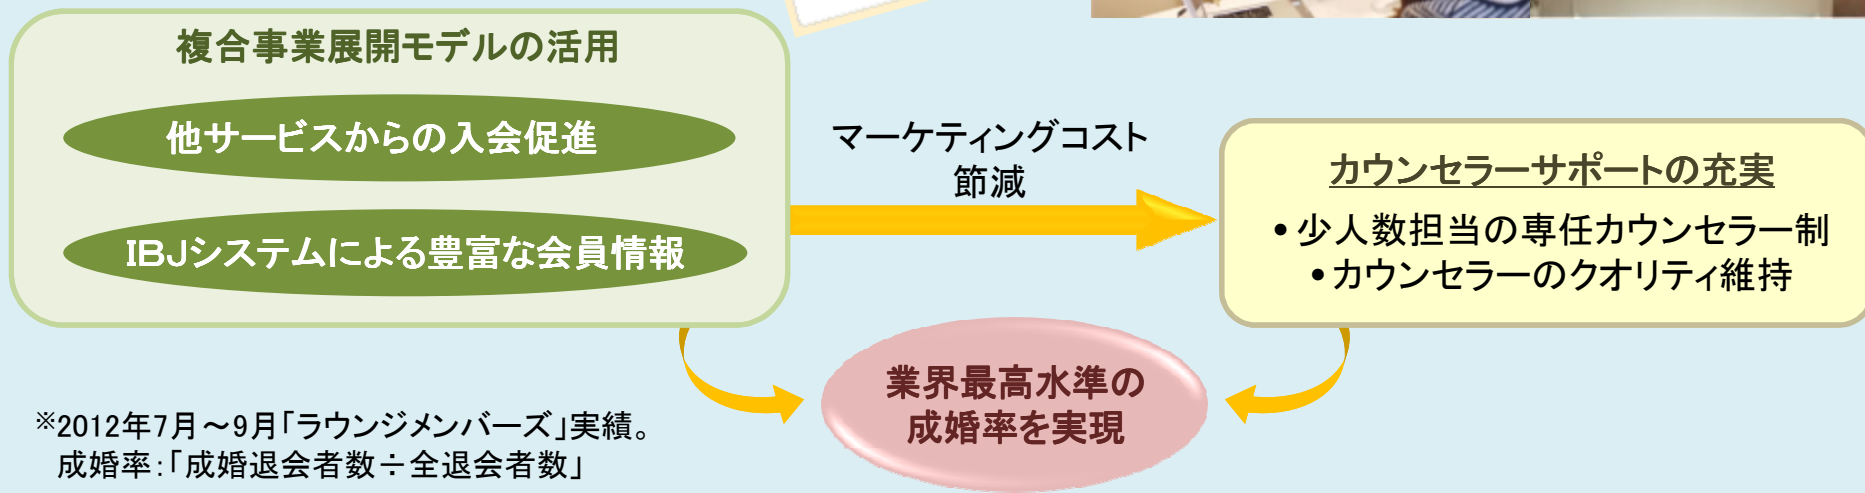 複合事業展開モデルの活用
他サービスからの入会促進
IBJシステムによる豊富な会員情報
マーケティングコスト
節減
カウンセラーサポートの充実
•少人数担当の専任カウンセラー制
•カウンセラーのクオリティ維持
業界最高水準の
成婚率を実現
※2012年7月～9月「ラウンジメンバーズ」実績。
成婚率：「成婚退会者数÷全退会者数」